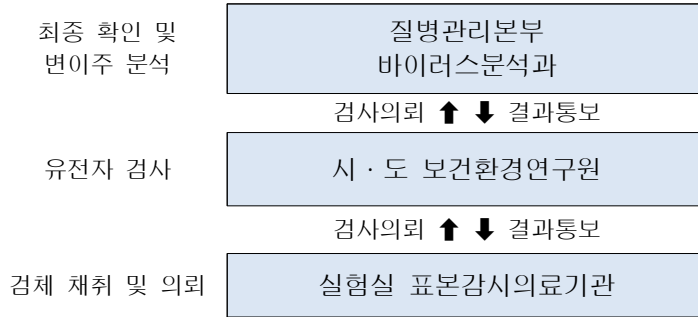 최종 확인 및
변이주 분석
질병관리본부
바이러스분석과
검사의뢰 ⬆ ⬇ 결과통보
유전자 검사
시·도 보건환경연구원
검사의뢰 ⬆ ⬇ 결과통보
검체 채취 및 의뢰
실험실 표본감시의료기관